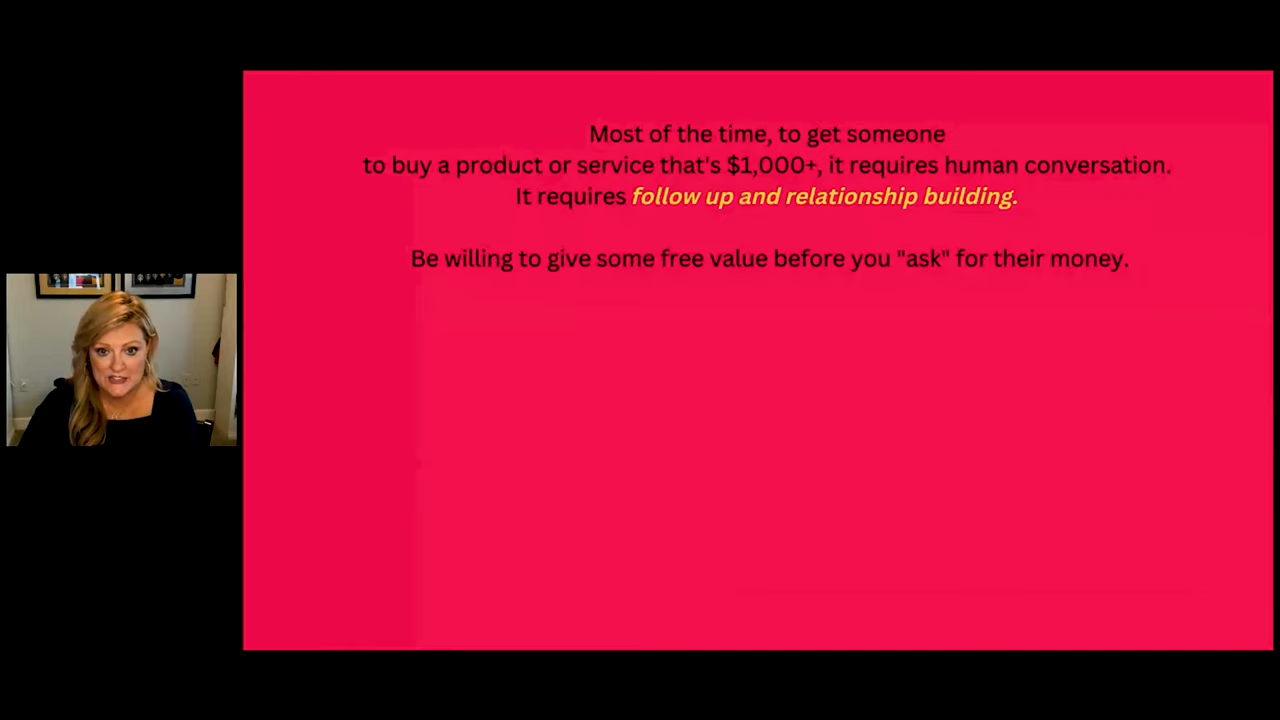 Most of the time, to get someone
to buy a product or service that's $1,000+, it requires human conversation.
It requires follow up and relationship building.
Be willing to give some free value before you "ask" for their money.